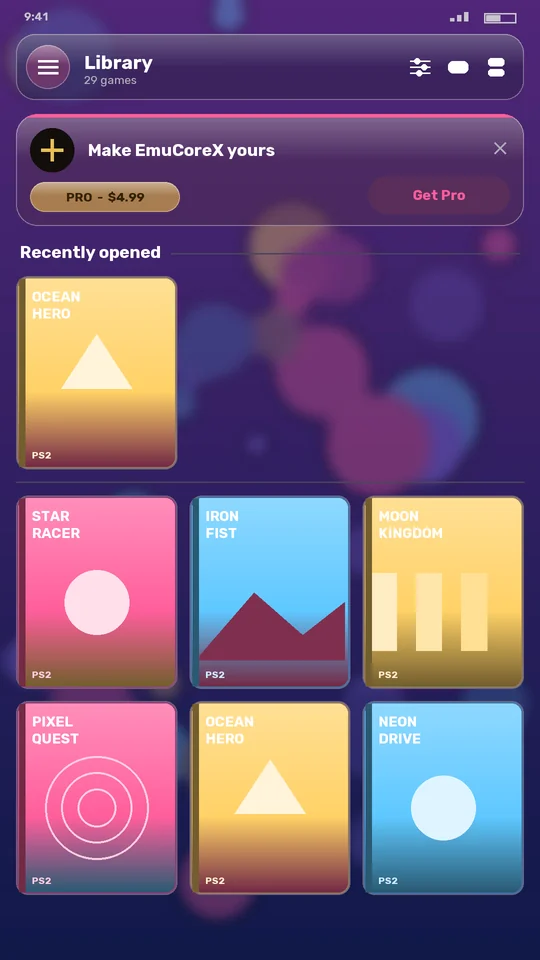 9:41
Library
29 games
Make EmuCoreX yours
PRO - $4.99
Get Pro
Recently opened
OCEAN
HERO
PS2
STAR
RACER
PS2
IRON
FIST
PS2
MOON
KINGDOM
PS2
PIXEL
QUEST
PS2
OCEAN
HERO
PS2
NEON
DRIVE
PS2